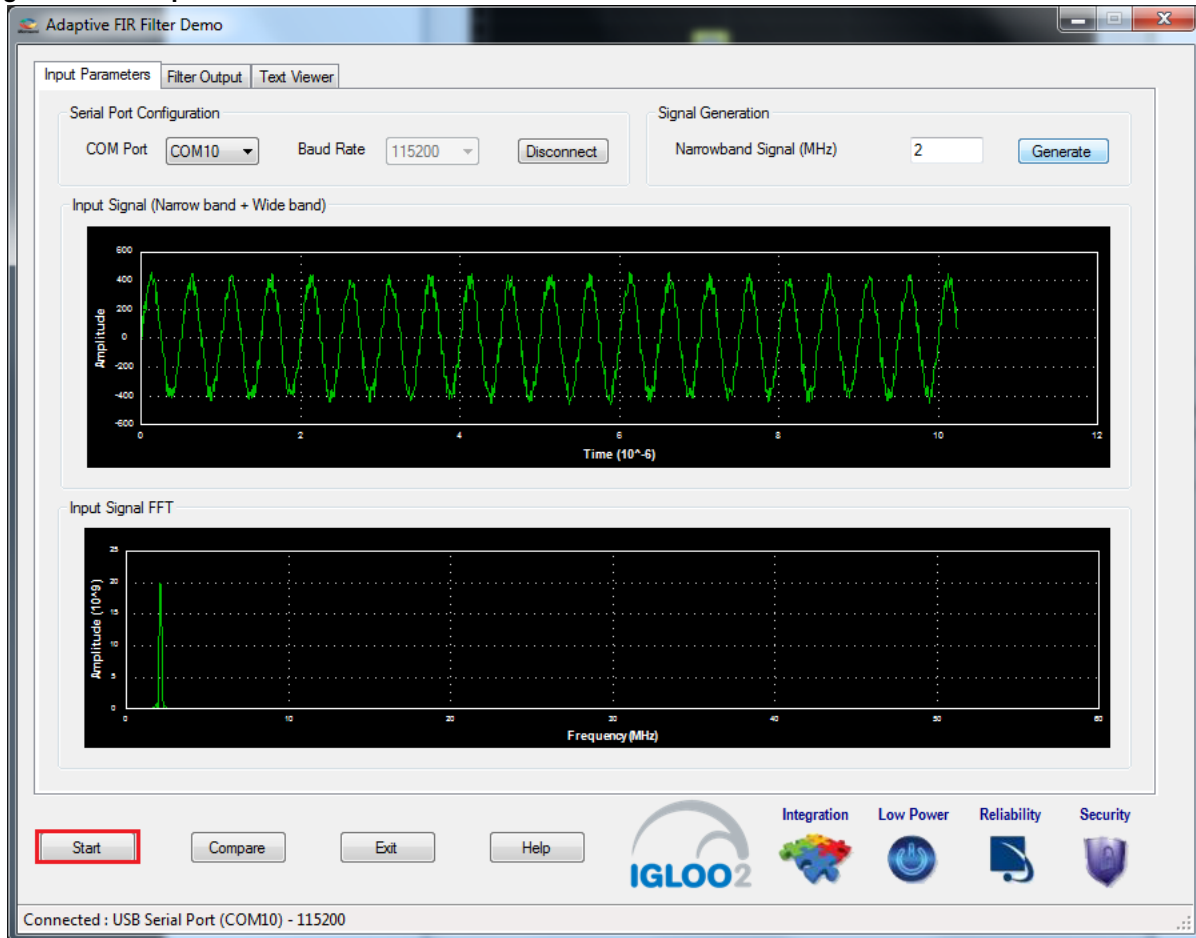 Adaptive FIR Filter Demo
Input Parameters Filter Output Text Viewer
Serial Port Configuration
COM Port COM10 Baud Rate 115200 Disconnect
Signal Generation
Narrowband Signal (MHz) 2 Generate
Input Signal (Narrow band + Wide band)
600
400
200
0
-200
-400
-600
Amplitude
0 2 4 6 8 10 12
Time (10^-6)
Input Signal FFT
25
20
15
10
5
0
Amplitude (10^9)
0 10 20 30 40 50 60
Frequency (MHz)
Start Compare Exit Help
IGLOO2
Integration Low Power Reliability Security
Connected : USB Serial Port (COM10) - 115200